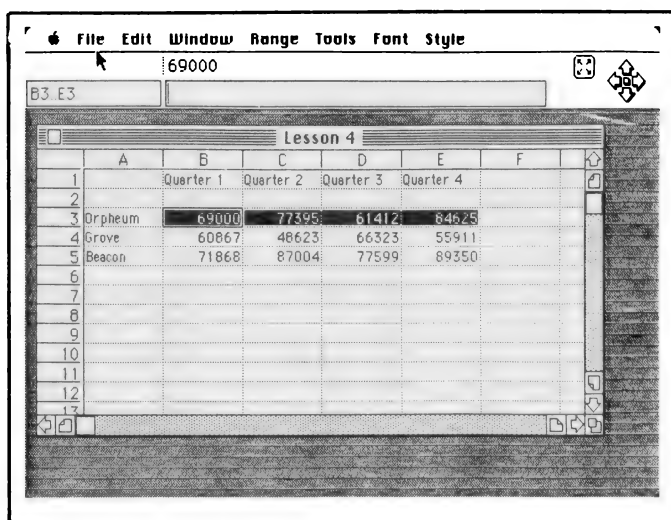 File Edit Window Range Tools Font Style
69000
B3..E3
Lesson 4
A B C D E F
1 Quarter 1 Quarter 2 Quarter 3 Quarter 4
2
3 Orpheum 69000 77395 61412 84625
4 Grove 60867 48623 66323 55911
5 Beacon 71868 87004 77599 89350
6
7
8
9
10
11
12
13